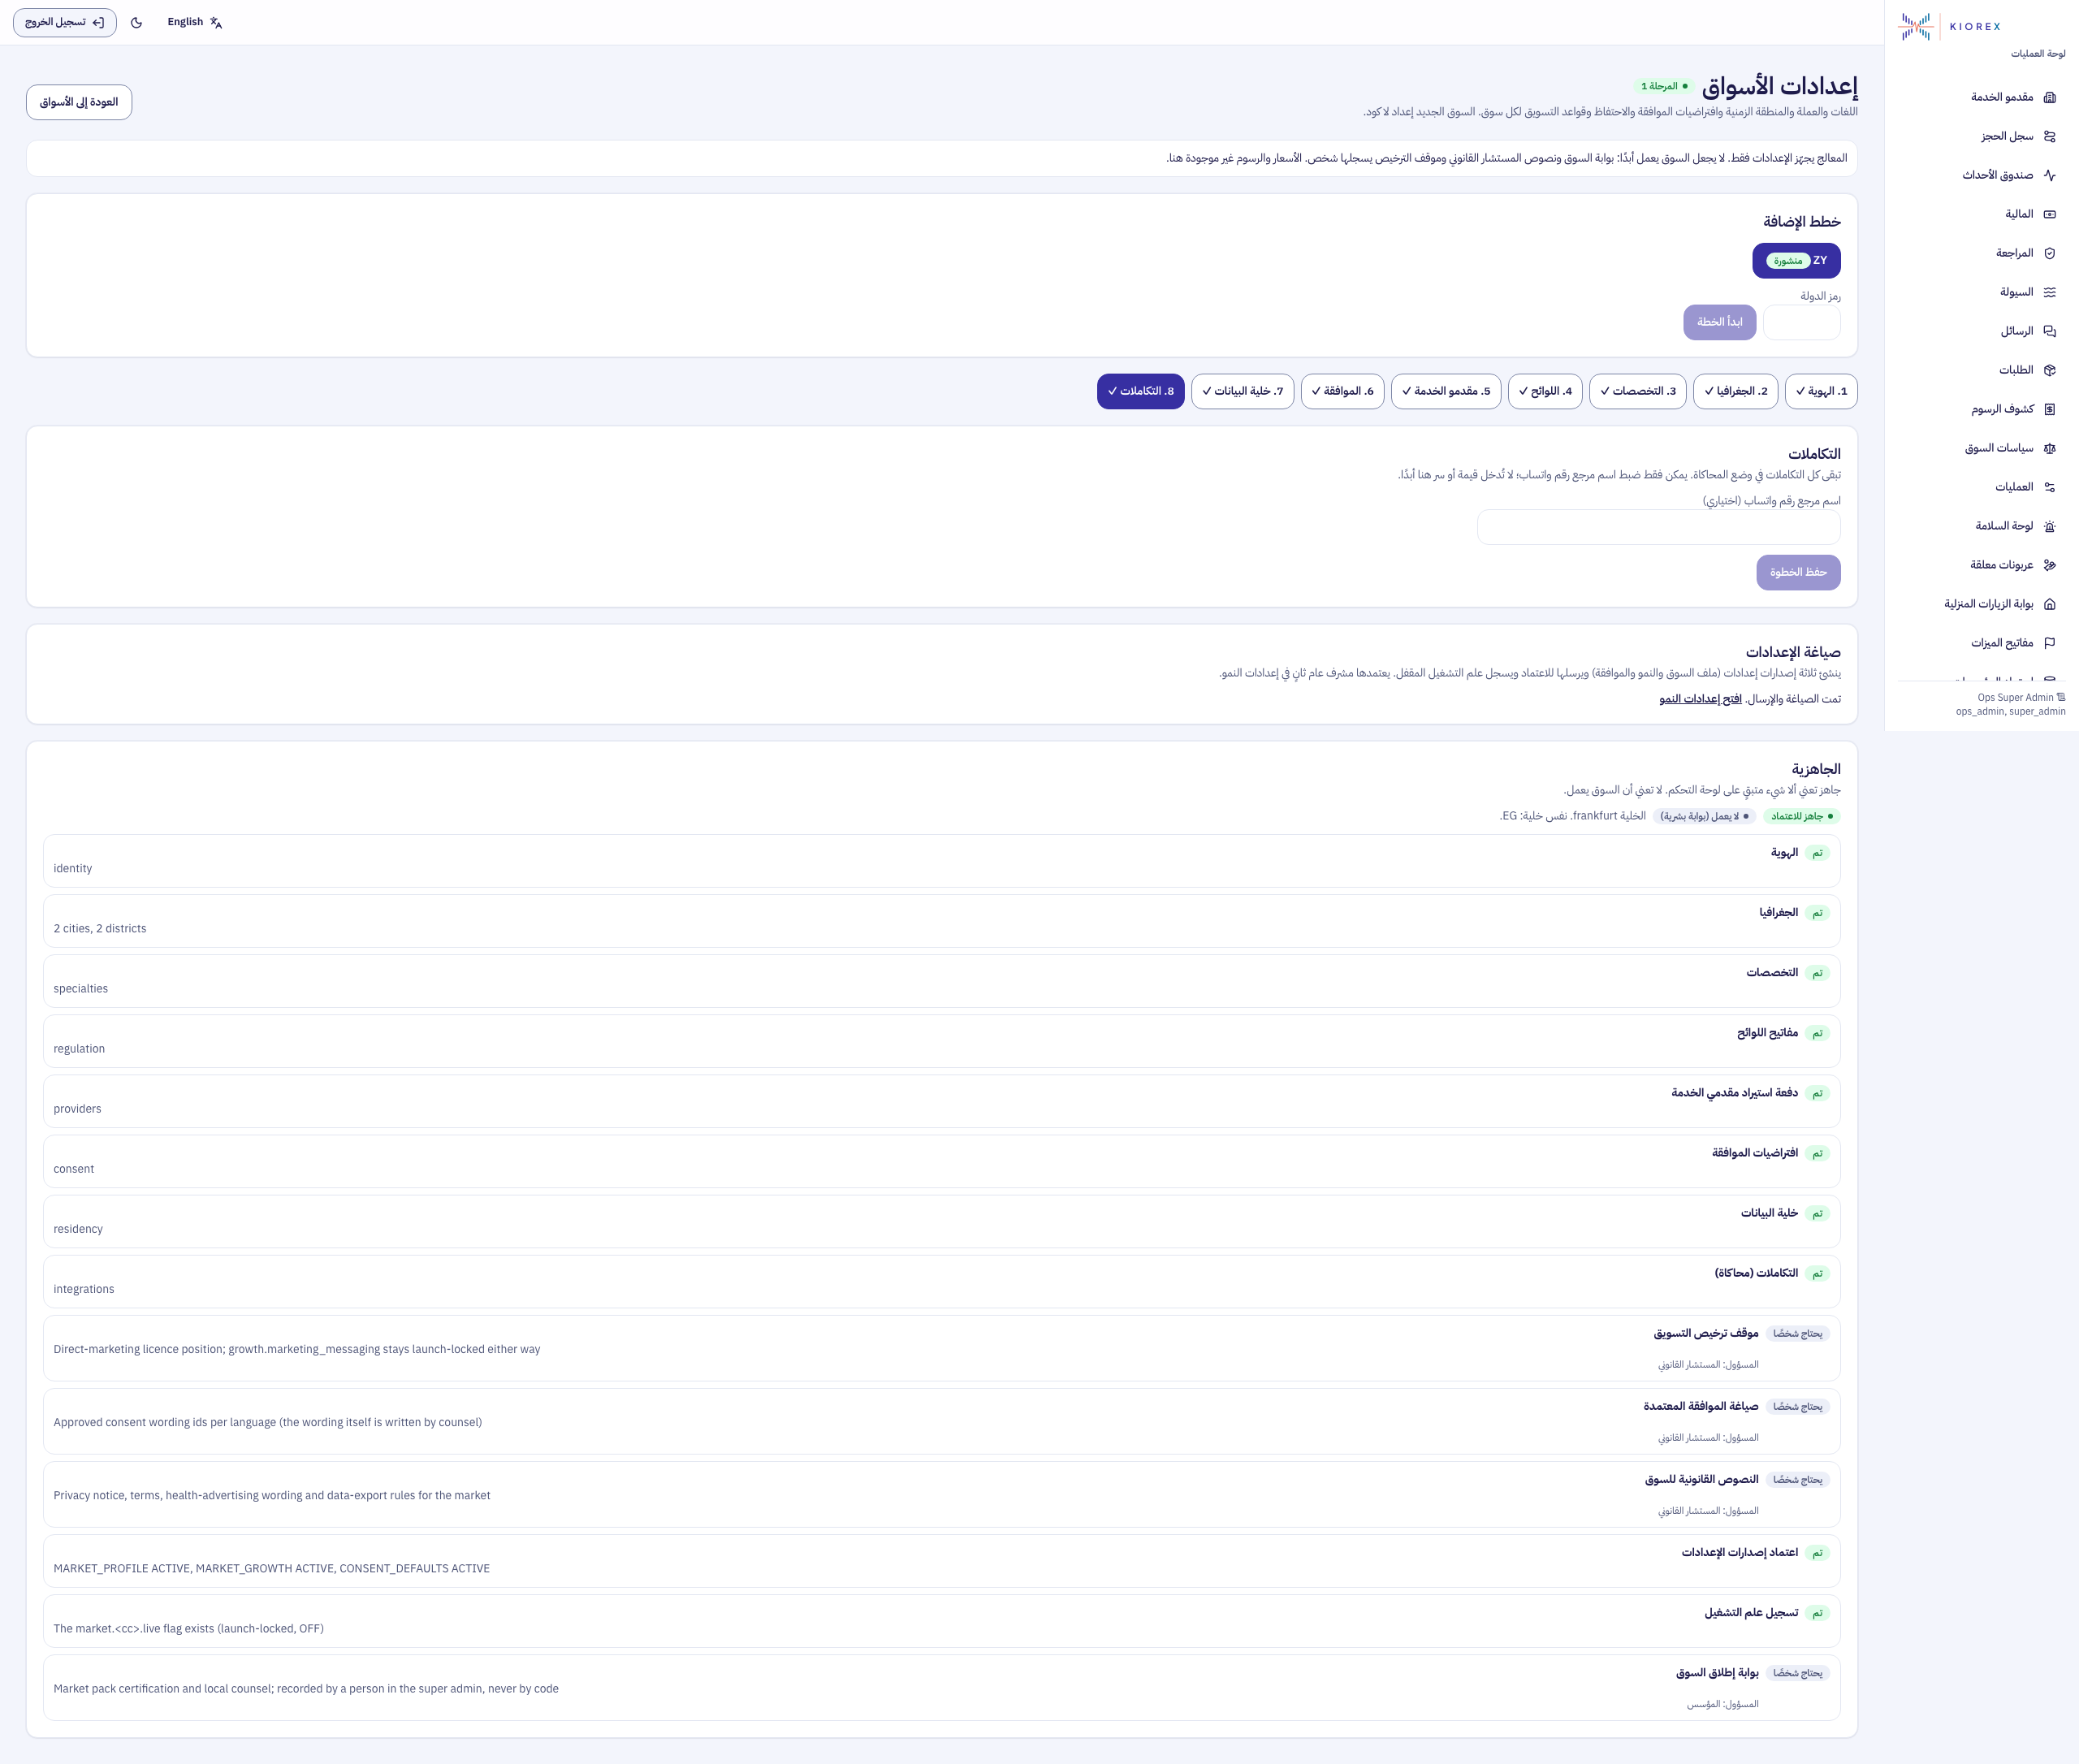 KIOREX
لوحة العمليات
مقدمو الخدمة
سجل الحجز
صندوق الأحداث
المالية
المراجعة
السيولة
الرسائل
الطلبات
كشوف الرسوم
سياسات السوق
العمليات
لوحة السلامة
عربونات معلقة
بوابة الزيارات المنزلية
مفاتيح الميزات
Ops Super Admin
ops_admin, super_admin
English
تسجيل الخروج
إعدادات الأسواق
المرحلة 1
اللغات والعملة والمنطقة الزمنية وافتراضيات الموافقة والاحتفاظ وقواعد التسويق لكل سوق. السوق الجديد إعداد لا كود.
العودة إلى الأسواق
المعالج يجهّز الإعدادات فقط. لا يجعل السوق يعمل أبدًا: بوابة السوق ونصوص المستشار القانوني وموقف الترخيص يسجلها شخص. الأسعار والرسوم غير موجودة هنا.
خطط الإضافة
ZY منشورة
رمز الدولة
ابدأ الخطة
1. الهوية ✓
2. الجغرافيا ✓
3. التخصصات ✓
4. اللوائح ✓
5. مقدمو الخدمة ✓
6. الموافقة ✓
7. خلية البيانات ✓
8. التكاملات ✓
التكاملات
تبقى كل التكاملات في وضع المحاكاة. يمكن فقط ضبط اسم مرجع رقم واتساب؛ لا تُدخل قيمة أو سر هنا أبدًا.
اسم مرجع رقم واتساب (اختياري)
حفظ الخطوة
صياغة الإعدادات
ينشئ ثلاثة إصدارات إعدادات (ملف السوق والنمو والموافقة) ويرسلها للاعتماد ويسجل علم التشغيل المقفل. يعتمدها مشرف عام ثانٍ في إعدادات النمو.
تمت الصياغة والإرسال. افتح إعدادات النمو
الجاهزية
جاهز تعني ألا شيء متبقٍ على لوحة التحكم. لا تعني أن السوق يعمل.
جاهز للاعتماد
لا يعمل (بوابة بشرية)
الخلية frankfurt. نفس خلية: EG.
تم
الهوية
identity
تم
الجغرافيا
2 cities, 2 districts
تم
التخصصات
specialties
تم
مفاتيح اللوائح
regulation
تم
دفعة استيراد مقدمي الخدمة
providers
تم
افتراضيات الموافقة
consent
تم
خلية البيانات
residency
تم
التكاملات (محاكاة)
integrations
يحتاج شخصًا
موقف ترخيص التسويق
Direct-marketing licence position; growth.marketing_messaging stays launch-locked either way
المسؤول: المستشار القانوني
يحتاج شخصًا
صياغة الموافقة المعتمدة
Approved consent wording ids per language (the wording itself is written by counsel)
المسؤول: المستشار القانوني
يحتاج شخصًا
النصوص القانونية للسوق
Privacy notice, terms, health-advertising wording and data-export rules for the market
المسؤول: المستشار القانوني
تم
اعتماد إصدارات الإعدادات
MARKET_PROFILE ACTIVE, MARKET_GROWTH ACTIVE, CONSENT_DEFAULTS ACTIVE
تم
تسجيل علم التشغيل
The market.<cc>.live flag exists (launch-locked, OFF)
يحتاج شخصًا
بوابة إطلاق السوق
Market pack certification and local counsel; recorded by a person in the super admin, never by code
المسؤول: المؤسس